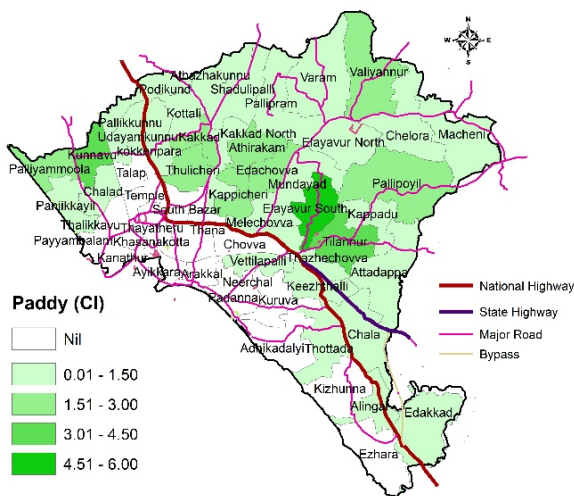 N
W E
S
Athazhakunnu
Podikund
Shadulipalli
Varam
Valiyannur
Pallipram
Kottali
Pallikkunnu
Udayamkunnu
Kakkad
Kakkad North
Athirakam
Elayavur North
Chelora
Macheni
Kokkenpara
Kunnavu
Palliyammoola
Talap
Thulicheri
Edachovva
Mundayad
Pallipoyil
Chalad
Temple
Kappicheri
Panjikkayil
South Bazar
Elayavur South
Kappadu
Thalikkavu
Thayatheru
Thana
Melechovva
Payyambalam
Khasanakotta
Chovva
Tilannur
Kanathur
Vettilapalli
Thazhechovva
Ayikkara
Arakkal
Attadappa
Neerchal
Keezhthalli
Padanna
Kuruva
Chala
Adhikadalyi
Thottada
Kizhunna
Alingal
Edakkad
Ezhara
Paddy (CI)
Nil
0.01 - 1.50
1.51 - 3.00
3.01 - 4.50
4.51 - 6.00
National Highway
State Highway
Major Road
Bypass